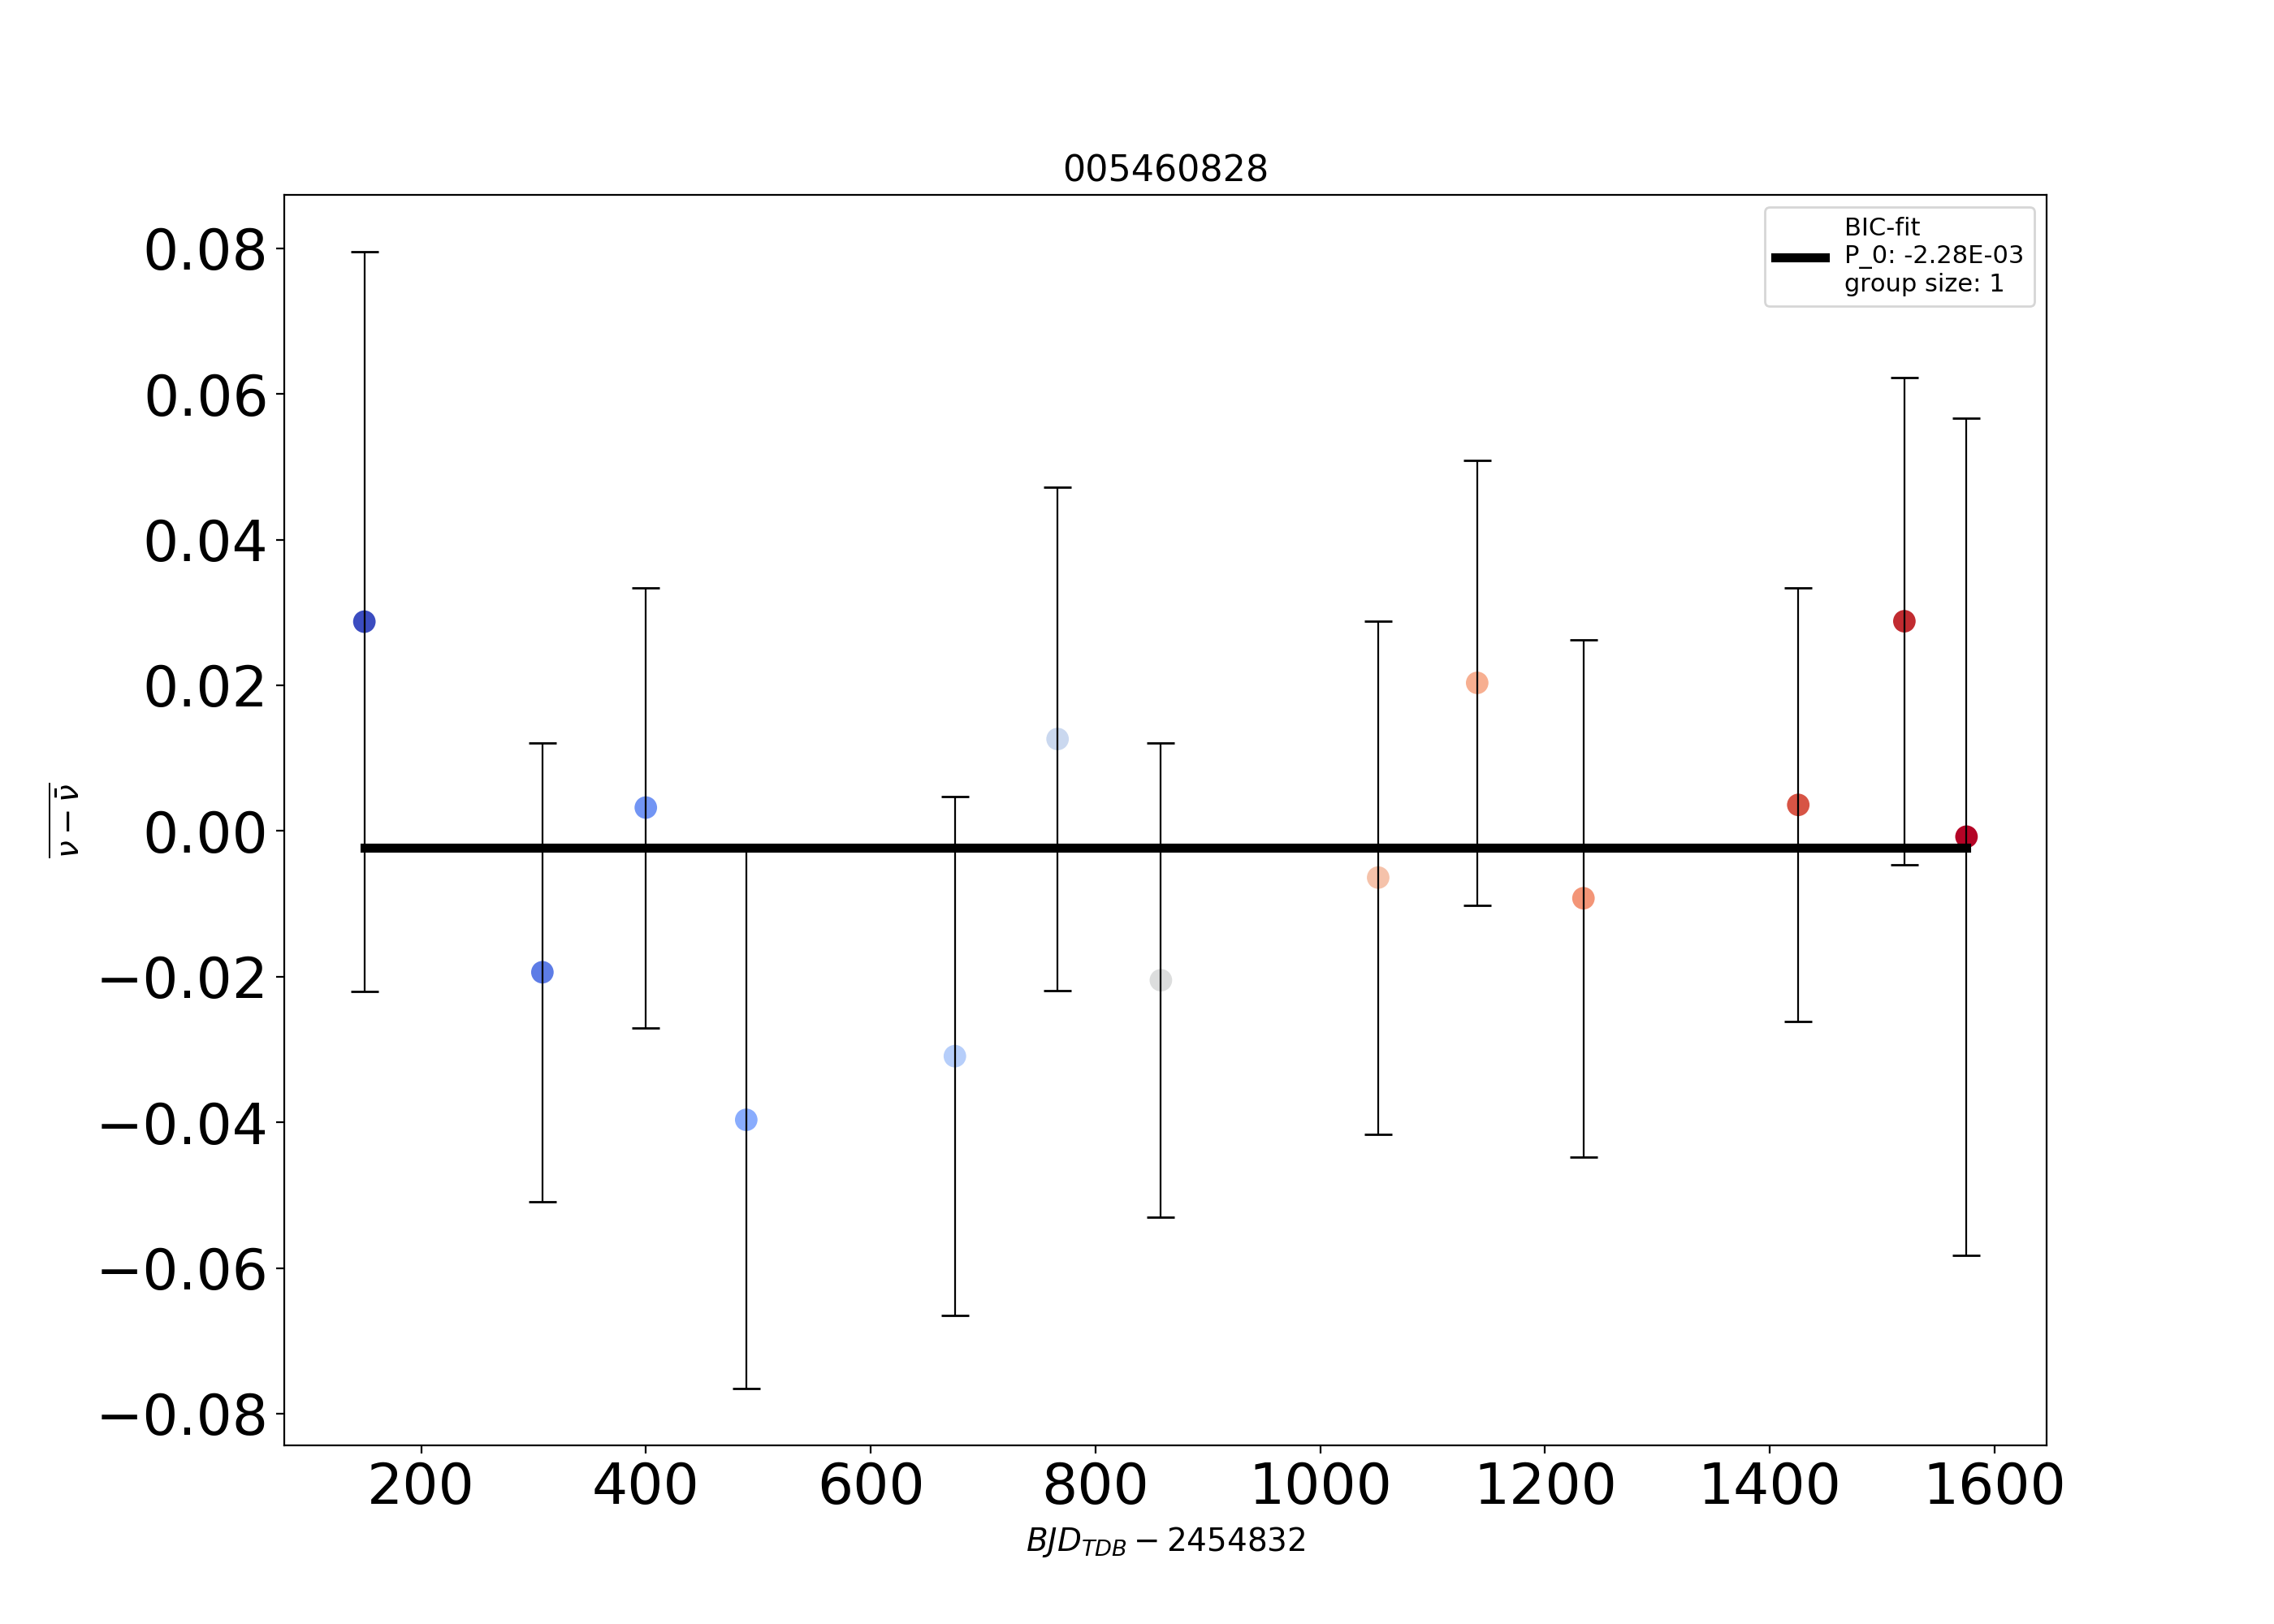 005460828
BIC-fit
P_0: -2.28E-03
group size: 1
0.08
0.06
0.04
0.02
0.00
−0.02
−0.04
−0.06
−0.08
ν − ν̄
200 400 600 800 1000 1200 1400 1600
BJD_TDB − 2454832